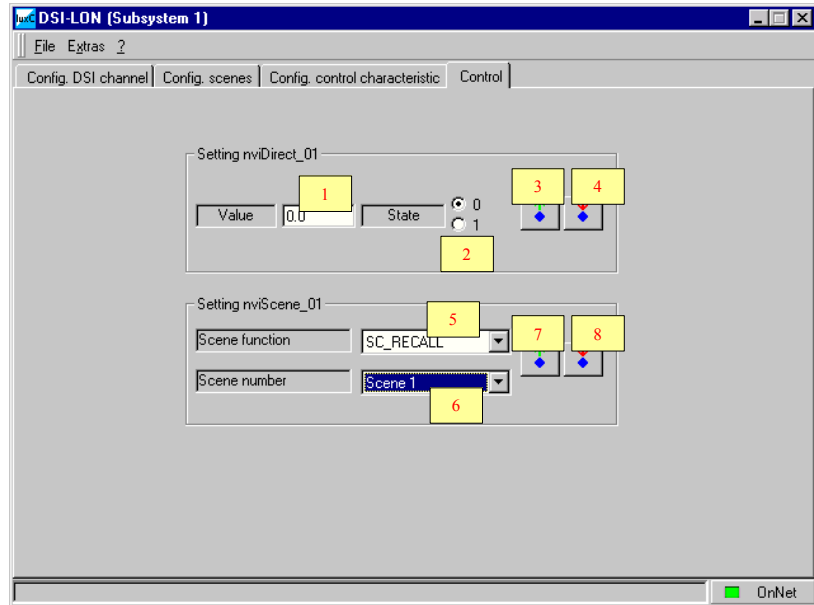 luxC DSI-LON (Subsystem 1)
File Extras ?
Config. DSI channel Config. scenes Config. control characteristic Control
Setting nviDirect_01
1 3 4
Value 0.0 State 0
1
2
Setting nviScene_01
5 7 8
Scene function SC_RECALL
Scene number Scene 1
6
OnNet